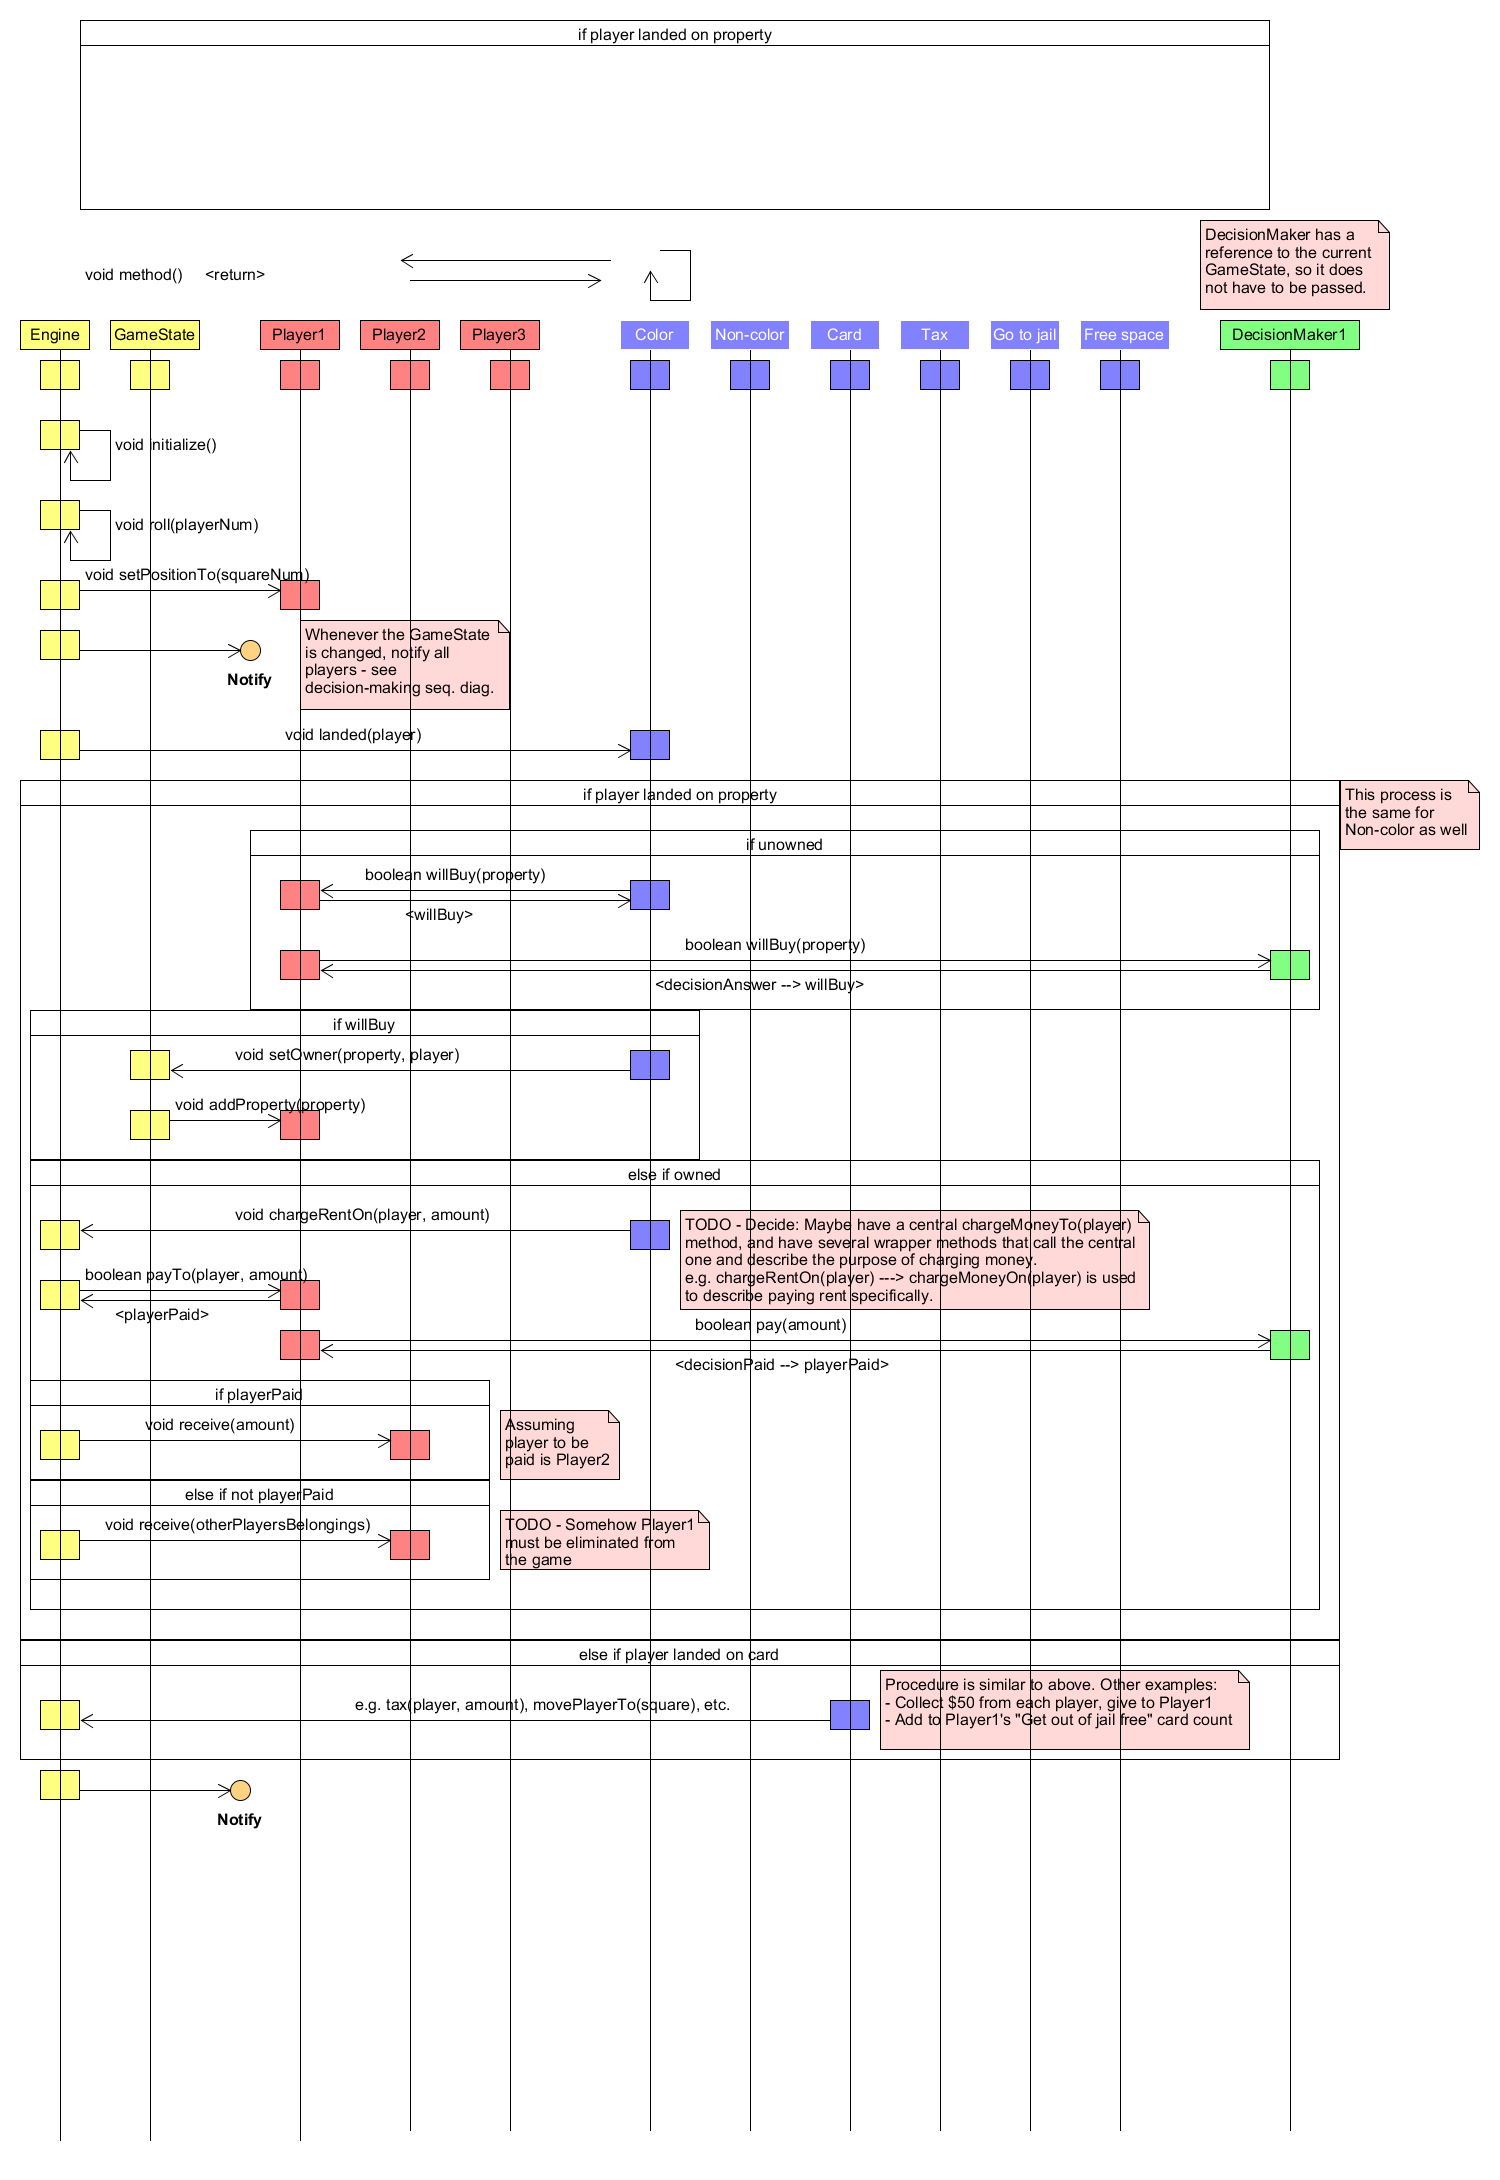 if player landed on property
DecisionMaker has a
reference to the current
GameState, so it does
not have to be passed.
void method() <return>
Engine GameState Player1 Player2 Player3 Color Non-color Card Tax Go to jail Free space DecisionMaker1
void initialize()
void roll(playerNum)
void setPositionTo(squareNum)
Whenever the GameState
is changed, notify all
players - see
decision-making seq. diag.
Notify
void landed(player)
if player landed on property
This process is
the same for
Non-color as well
if unowned
boolean willBuy(property)
<willBuy>
boolean willBuy(property)
<decisionAnswer --> willBuy>
if willBuy
void setOwner(property, player)
void addProperty(property)
else if owned
void chargeRentOn(player, amount)
TODO - Decide: Maybe have a central chargeMoneyTo(player)
method, and have several wrapper methods that call the central
one and describe the purpose of charging money.
e.g. chargeRentOn(player) ---> chargeMoneyOn(player) is used
to describe paying rent specifically.
boolean payTo(player, amount)
<playerPaid>
boolean pay(amount)
<decisionPaid --> playerPaid>
if playerPaid
void receive(amount)
Assuming
player to be
paid is Player2
else if not playerPaid
void receive(otherPlayersBelongings)
TODO - Somehow Player1
must be eliminated from
the game
else if player landed on card
e.g. tax(player, amount), movePlayerTo(square), etc.
Procedure is similar to above. Other examples:
- Collect $50 from each player, give to Player1
- Add to Player1's "Get out of jail free" card count
Notify